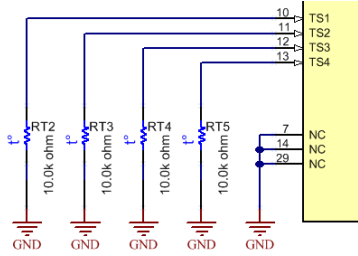 10 TS1
11 TS2
12 TS3
13 TS4
t° RT2 10.0k ohm
t° RT3 10.0k ohm
t° RT4 10.0k ohm
t° RT5 10.0k ohm
7 NC
14 NC
29 NC
GND GND GND GND GND